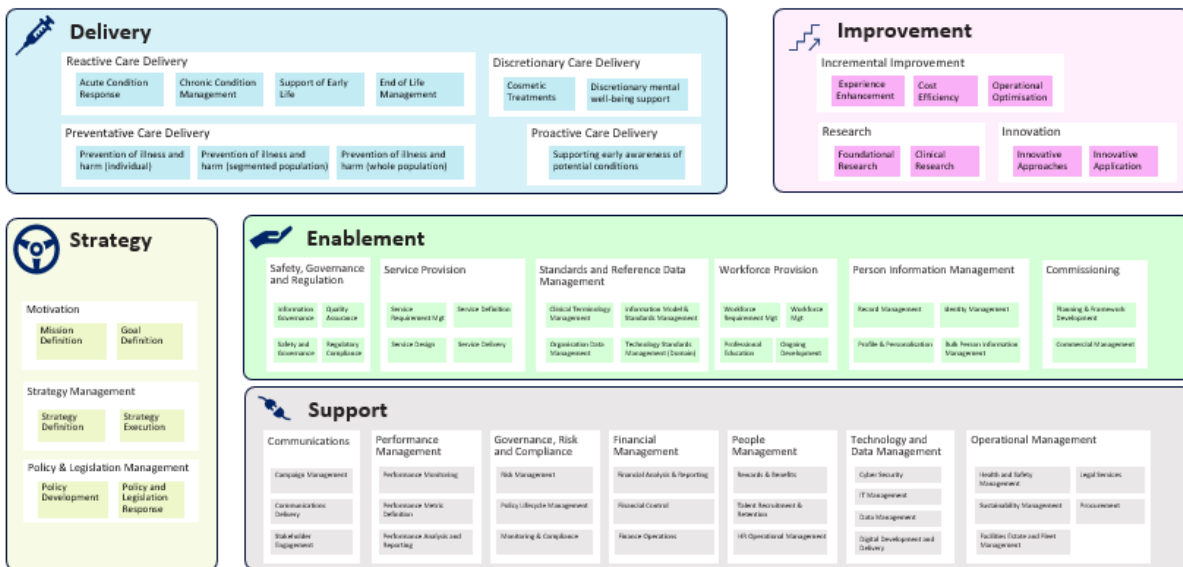 Delivery
Reactive Care Delivery
Acute Condition
Response
Chronic Condition
Management
Support of Early
Life
End of Life
Management
Discretionary Care Delivery
Cosmetic
Treatments
Discretionary mental
well-being support
Preventative Care Delivery
Prevention of illness and
harm (individual)
Prevention of illness and
harm (segmented population)
Prevention of illness and
harm (whole population)
Proactive Care Delivery
Supporting early awareness of
potential conditions
Improvement
Incremental Improvement
Experience
Enhancement
Cost
Efficiency
Operational
Optimisation
Research
Foundational
Research
Clinical
Research
Innovation
Innovative
Approaches
Innovative
Application
Strategy
Motivation
Mission
Definition
Goal
Definition
Strategy Management
Strategy
Definition
Strategy
Execution
Policy & Legislation Management
Policy
Development
Policy and
Legislation
Response
Enablement
Safety, Governance
and Regulation
Information
Governance
Quality
Assurance
Safety and
Governance
Regulatory
Compliance
Service Provision
Service
Requirement Mgt
Service Definition
Service Design
Service Delivery
Standards and Reference Data
Management
Clinical Terminology
Management
Information Model &
Standards Management
Organisation Data
Management
Technology Standards
Management (Domain)
Workforce Provision
Workforce
Requirement Mgt
Workforce
Mgt
Professional
Education
Ongoing
Development
Person Information Management
Record Management
Identity Management
Profile & Personalisation
Bulk Person Information
Management
Commissioning
Planning & Framework
Development
Commercial Management
Support
Communications
Campaign Management
Communications
Delivery
Stakeholder
Engagement
Performance
Management
Performance Monitoring
Performance Metric
Definition
Performance Analysis and
Reporting
Governance, Risk
and Compliance
Risk Management
Policy Lifecycle Management
Monitoring & Compliance
Financial
Management
Financial Analysis & Reporting
Financial Control
Finance Operations
People
Management
Rewards & Benefits
Talent Recruitment &
Retention
HR Operational Management
Technology and
Data Management
Cyber Security
IT Management
Data Management
Digital Development and
Delivery
Operational Management
Health and Safety
Management
Legal Services
Sustainability Management
Procurement
Facilities Estate and Fleet
Management